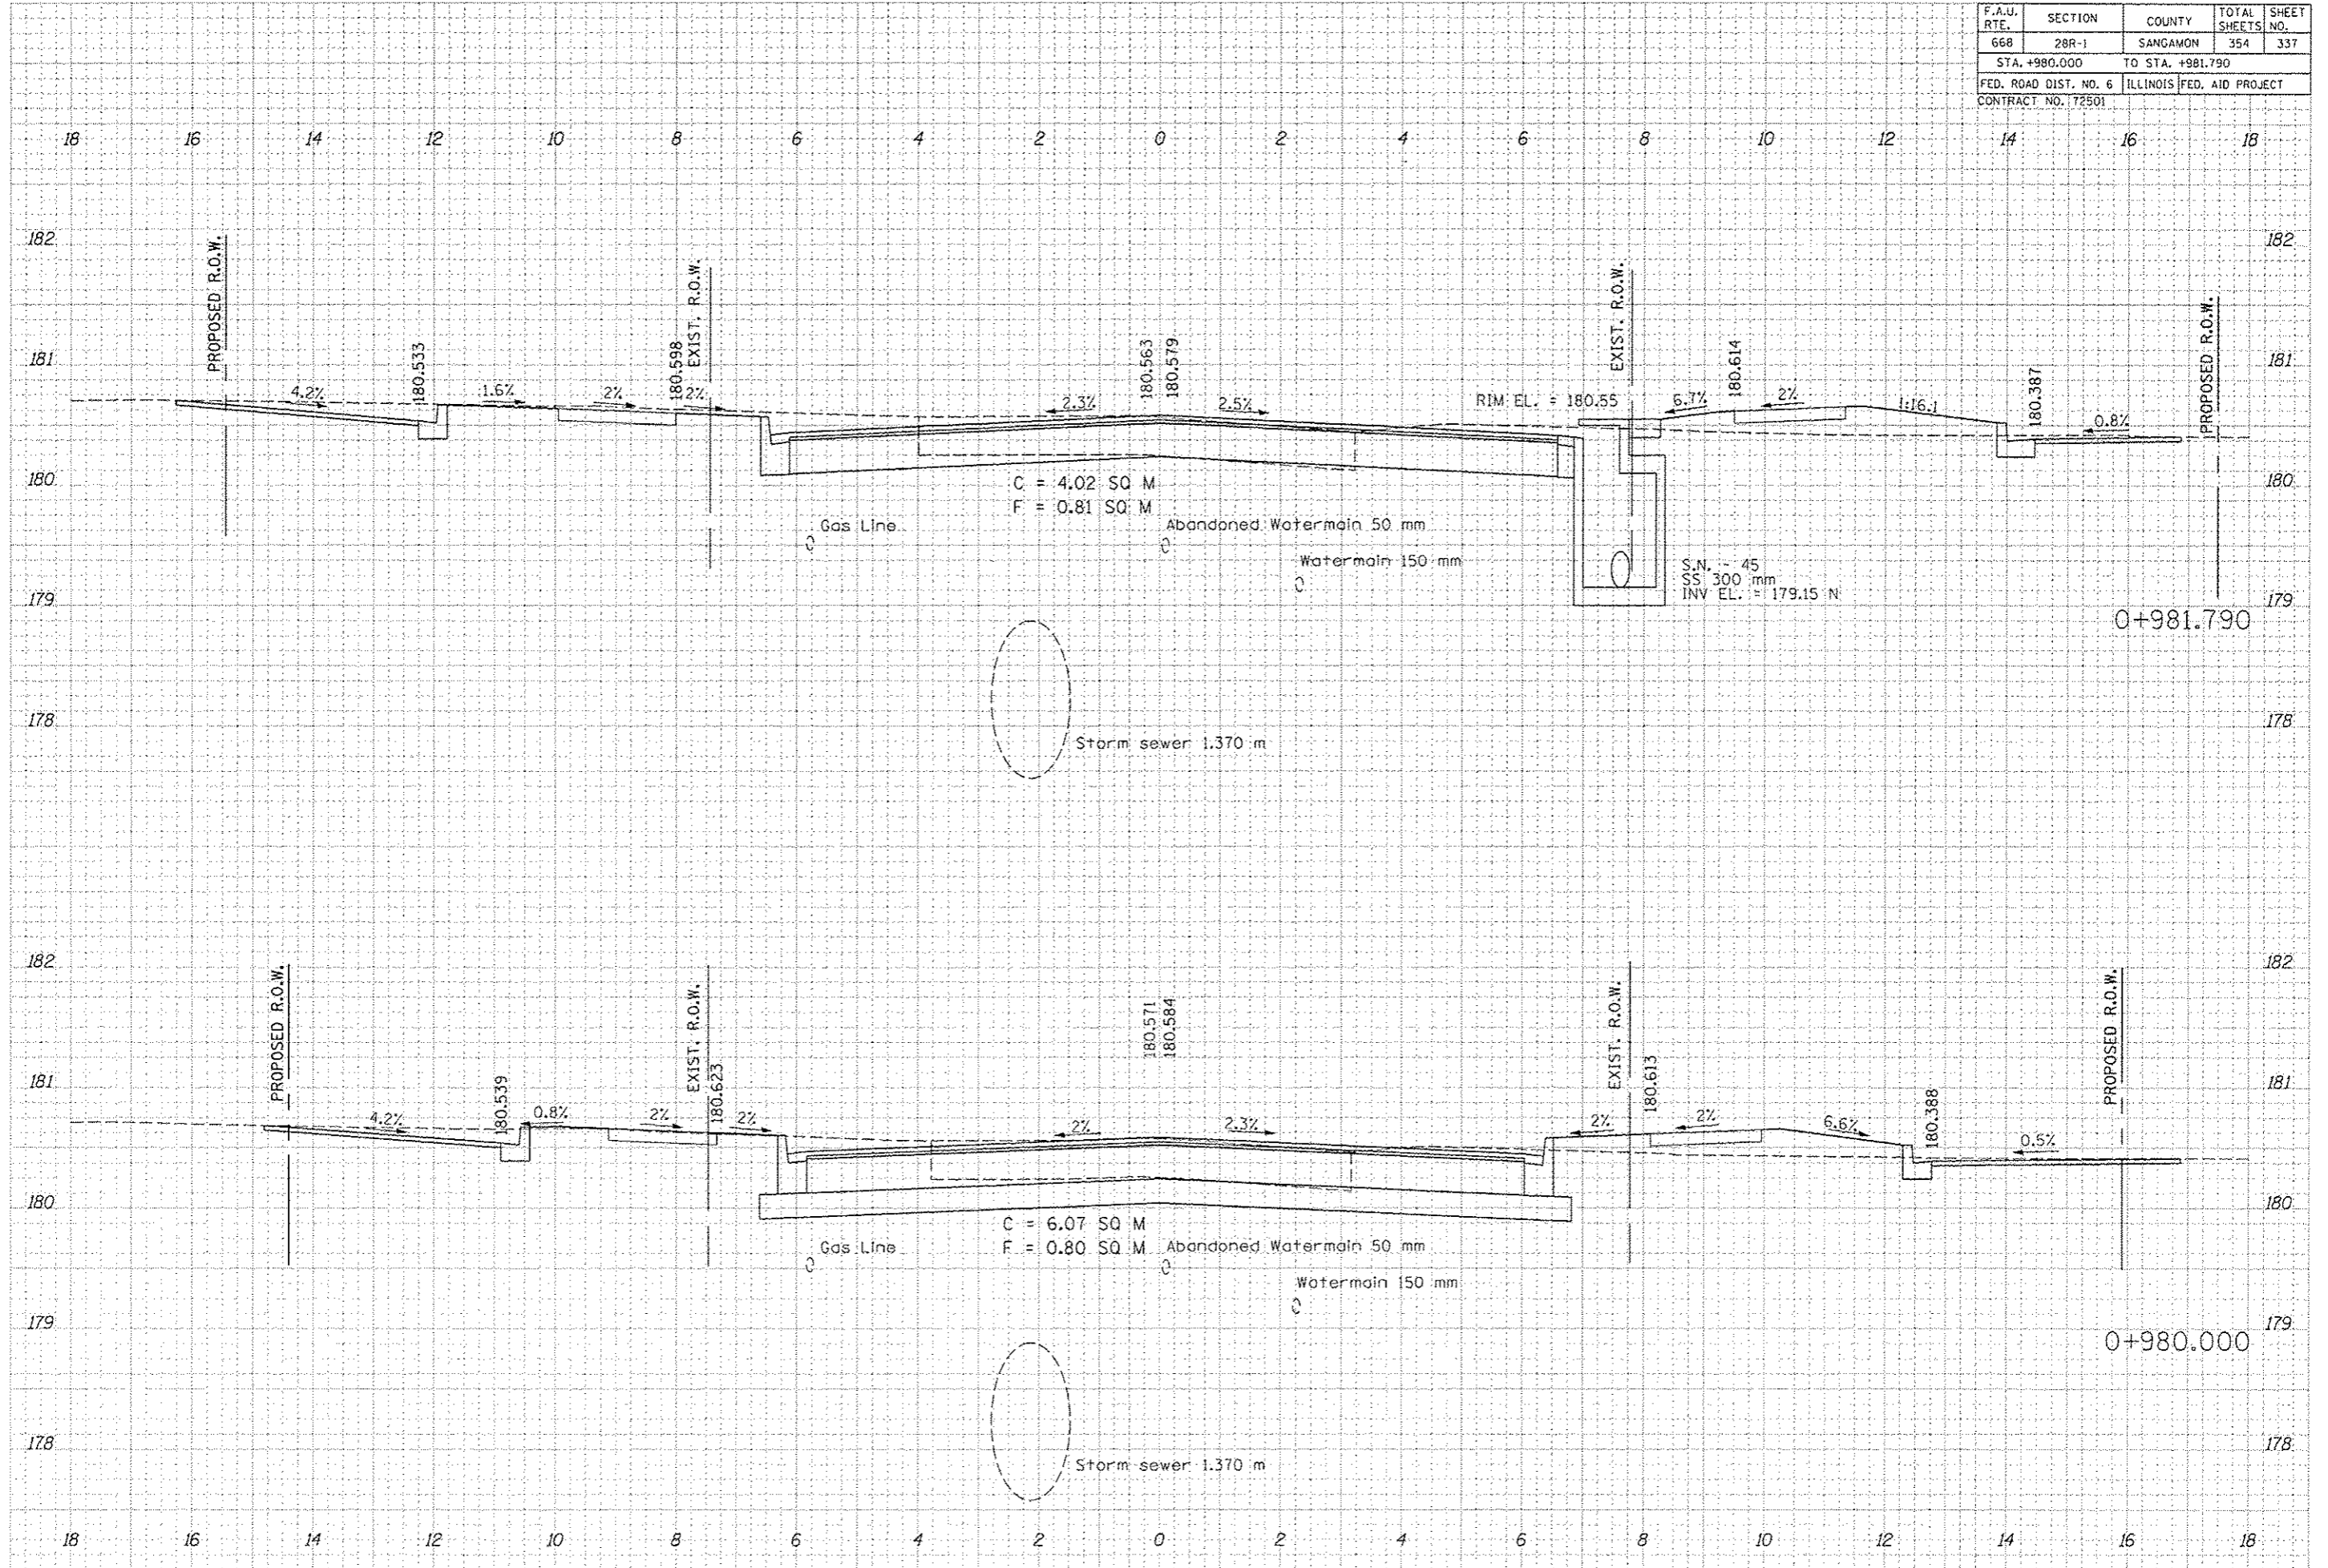 F.A.U. RTE. SECTION COUNTY TOTAL SHEETS SHEET NO.
668 28R-1 SANGAMON 354 337
STA. +980.000 TO STA. +981.790
FED. ROAD DIST. NO. 6 ILLINOIS FED. AID PROJECT
CONTRACT NO. 72501
18 16 14 12 10 8 6 4 2 0 2 4 6 8 10 12 14 16 18
182 182
PROPOSED R.O.W.
EXIST. R.O.W.
EXIST. R.O.W.
PROPOSED R.O.W.
181 181
180.533
180.598
180.563
180.579
180.614
180.387
4.2% 1.6% 2% 2% 2.3% 2.5% RIM EL. = 180.55 6.7% 2% 1:16.1 0.8%
180 180
C = 4.02 SQ M
F = 0.81 SQ M
Gas Line Abandoned Watermain 50 mm
Watermain 150 mm
S.N. - 45
SS 300 mm
INV EL. = 179.15 N
179 179
0+981.790
178 178
Storm sewer 1.370 m
182 182
PROPOSED R.O.W.
EXIST. R.O.W.
EXIST. R.O.W.
PROPOSED R.O.W.
181 181
180.539
180.623
180.571
180.584
180.613
180.388
4.2% 0.8% 2% 2% 2% 2.3% 2% 2% 6.6% 0.5%
180 180
C = 6.07 SQ M
F = 0.80 SQ M
Gas Line Abandoned Watermain 50 mm
Watermain 150 mm
179 179
0+980.000
178 178
Storm sewer 1.370 m
18 16 14 12 10 8 6 4 2 0 2 4 6 8 10 12 14 16 18